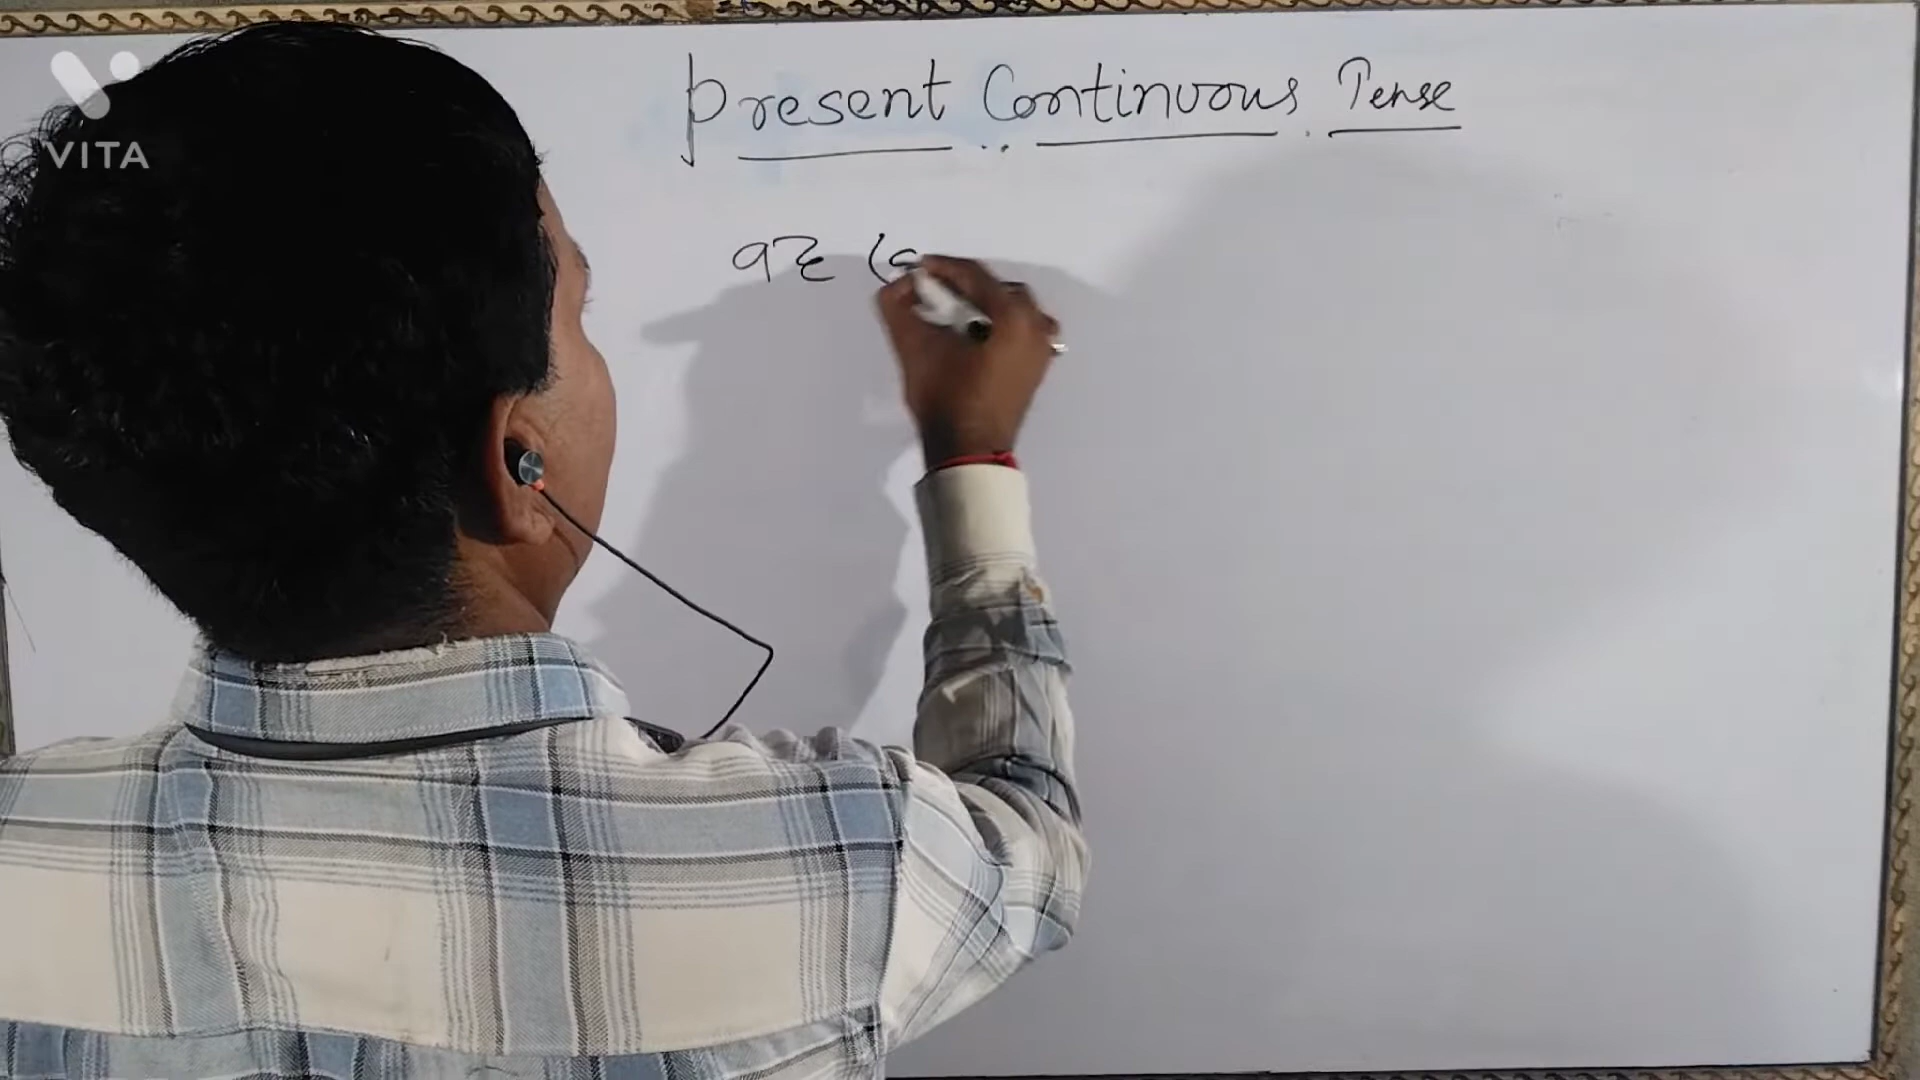 VITA
Present Continuous Tense
वह (